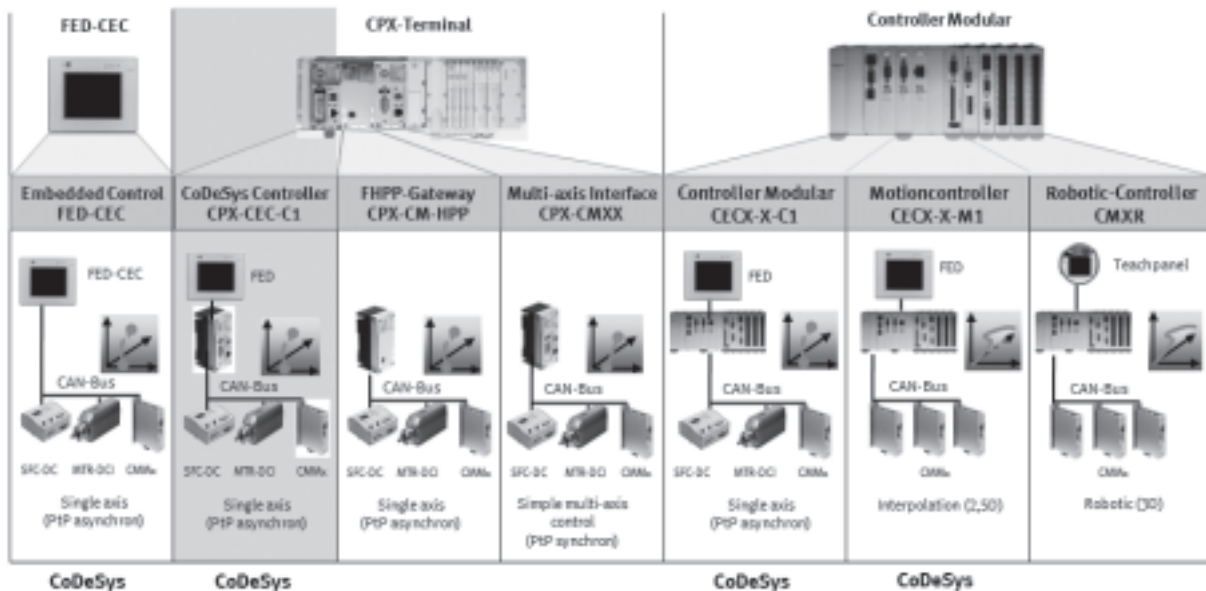 FED-CEC
CPX-Terminal
Controller Modular
Embedded Control
FED-CEC
CoDeSys Controller
CPX-CEC-C1
FHPP-Gateway
CPX-CM-HPP
Multi-axis Interface
CPX-CMXX
Controller Modular
CECX-X-C1
Motioncontroller
CECX-X-M1
Robotic-Controller
CMXR
FED-CEC
FED
FED
FED
Teachpanel
CAN-Bus
CAN-Bus
CAN-Bus
CAN-Bus
CAN-Bus
CAN-Bus
CAN-Bus
SFC-DC MTR-DCI CMMx
SFC-DC MTR-DCI CMMx
SFC-DC MTR-DCI CMMx
SFC-DC MTR-DCI CMMx
SFC-DC MTR-DCI CMMx
CMMx
CMMx
Single axis
(PtP asynchron)
Single axis
(PtP asynchron)
Single axis
(PtP asynchron)
Simple multi-axis
control
(PtP synchron)
Single axis
(PtP asynchron)
Interpolation (2,5D)
Robotic (3D)
CoDeSys
CoDeSys
CoDeSys
CoDeSys